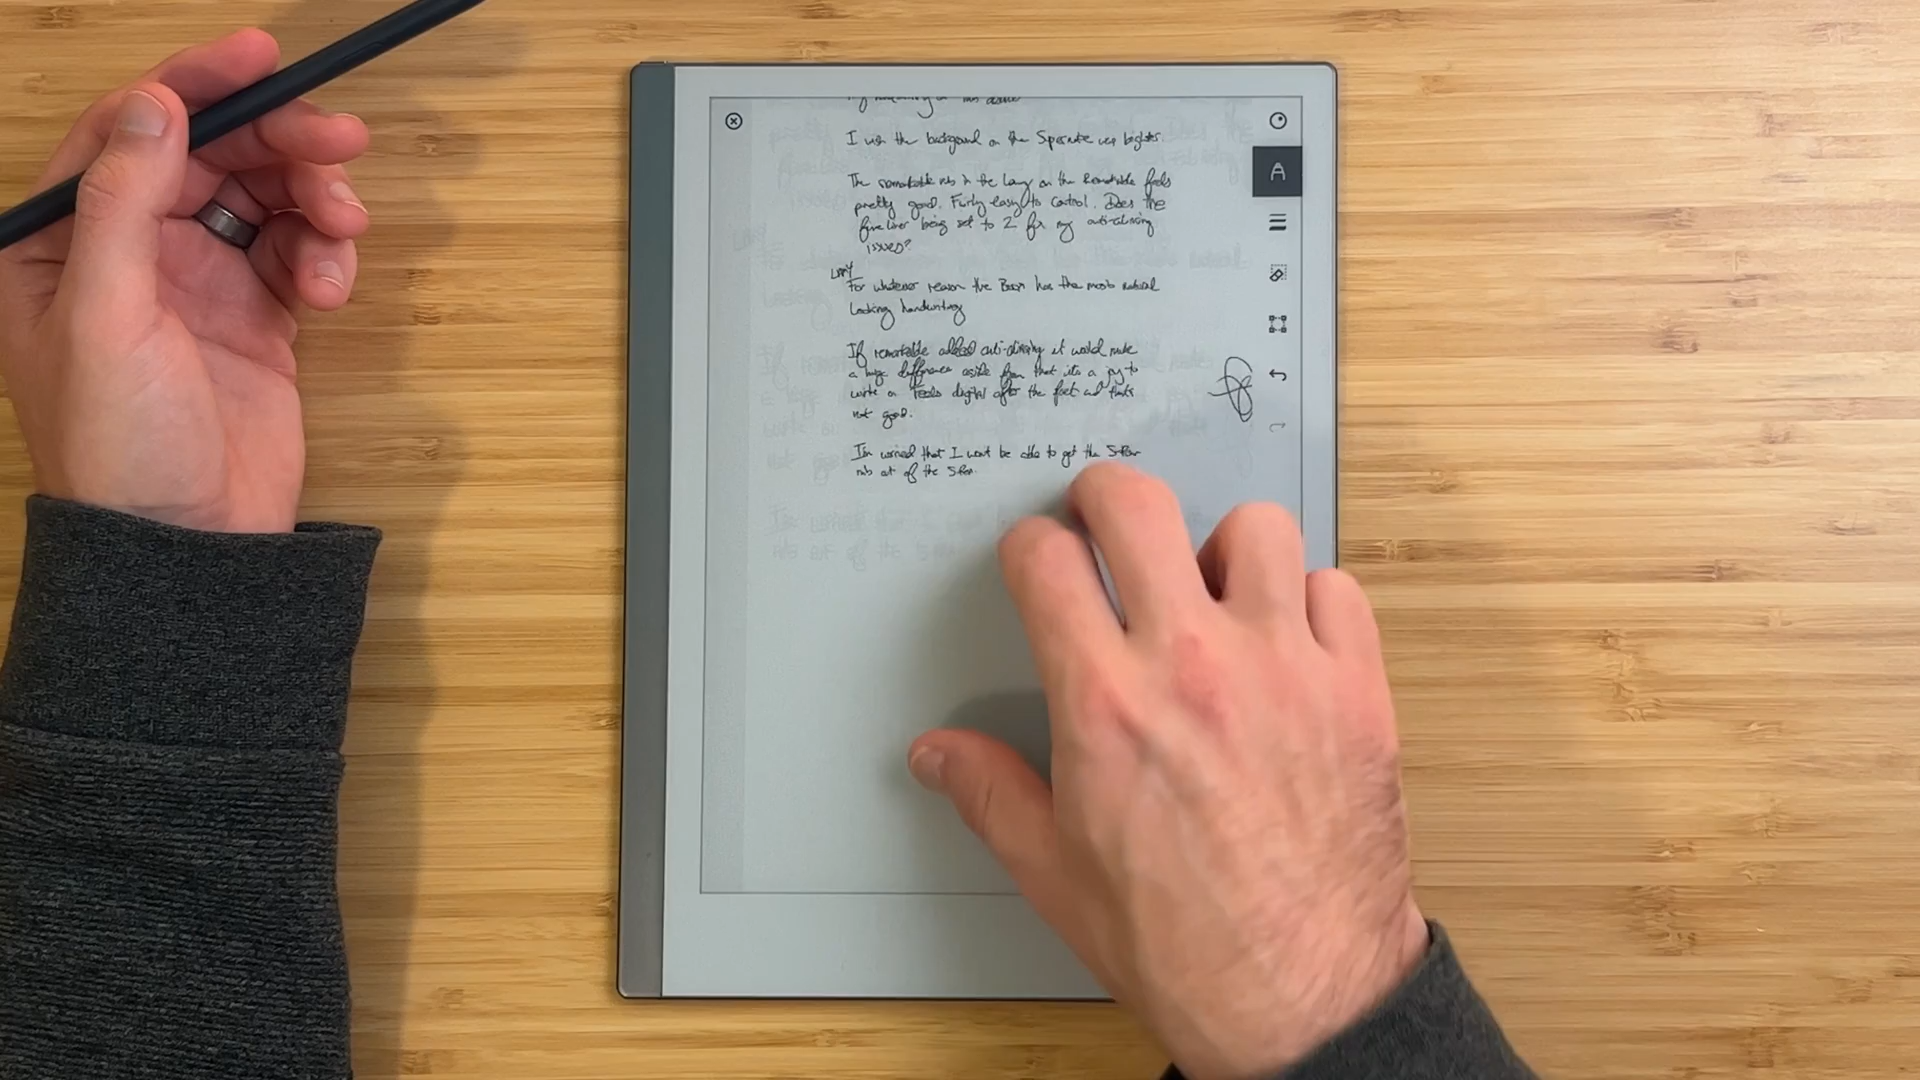 I wish the background on the Supernote was brighter.
The remarkable nib in the Lamy on the Remarkable feels
pretty good. Fairly easy to control. Does the
fineliner being set to 2 fix my anti-aliasing
issues?
LAMY
For whatever reason the Boox has the most natural
Looking handwriting
If remarkable added anti-aliasing it would make
a huge difference aside from that its a joy to
write on Feels digital after the fact and thats
not good.
I'm worried that I wont be able to get the S-Pen
nib out of the S Pen.